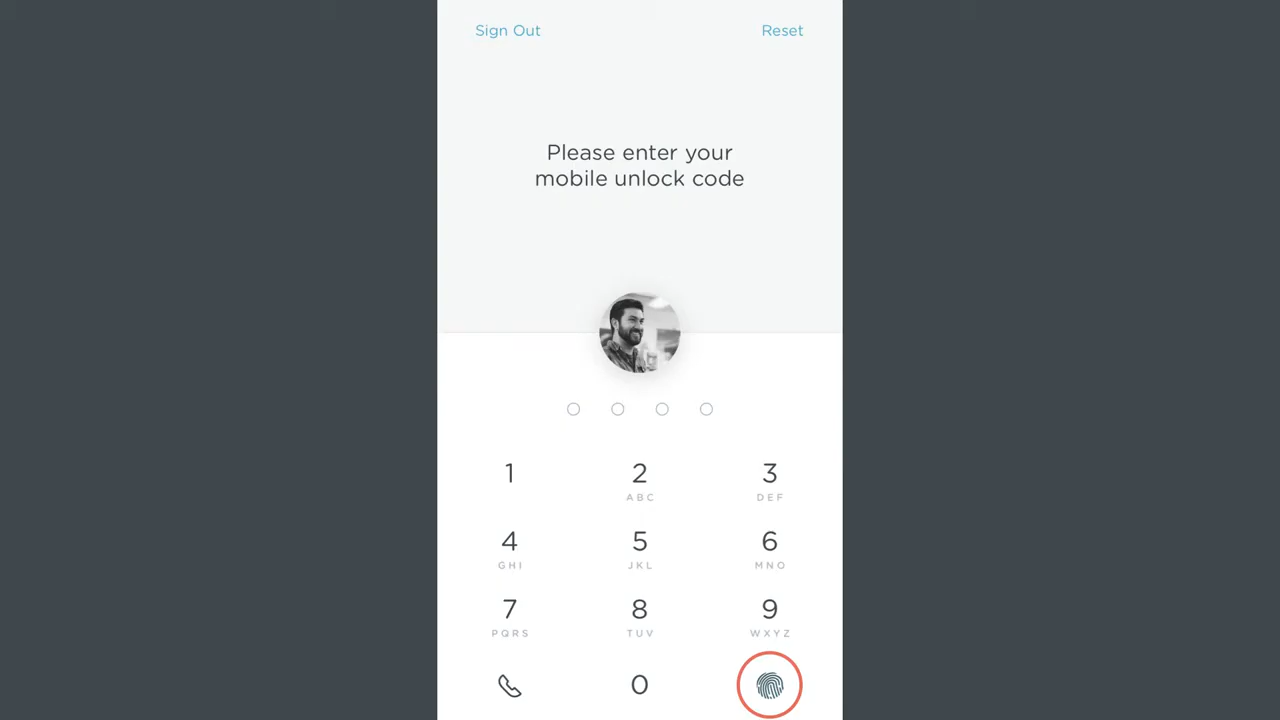 Sign Out
Reset
Please enter your
mobile unlock code
1
2
3
ABC
DEF
4
5
6
GHI
JKL
MNO
7
8
9
PQRS
TUV
WXYZ
0